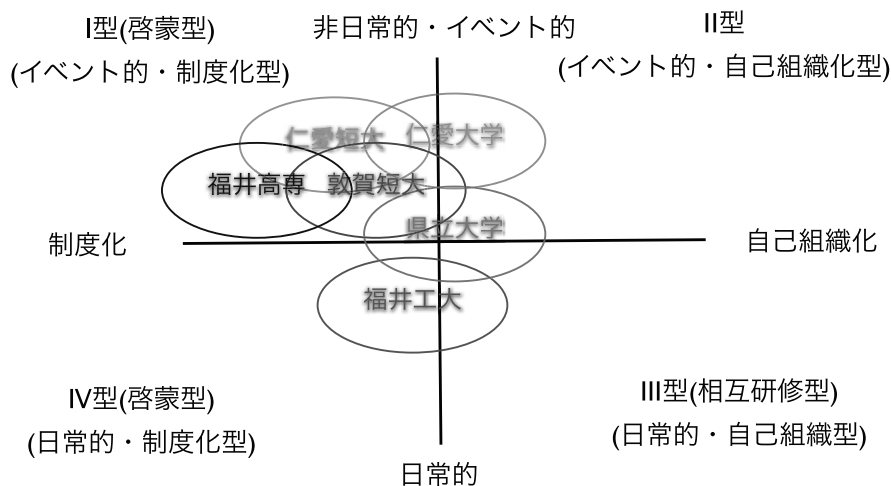 I型(啓蒙型)
(イベント的・制度化型)
非日常的・イベント的
II型
(イベント的・自己組織化型)
仁愛短大
仁愛大学
福井高専
敦賀短大
県立大学
制度化
自己組織化
福井工大
IV型(啓蒙型)
(日常的・制度化型)
III型(相互研修型)
(日常的・自己組織型)
日常的